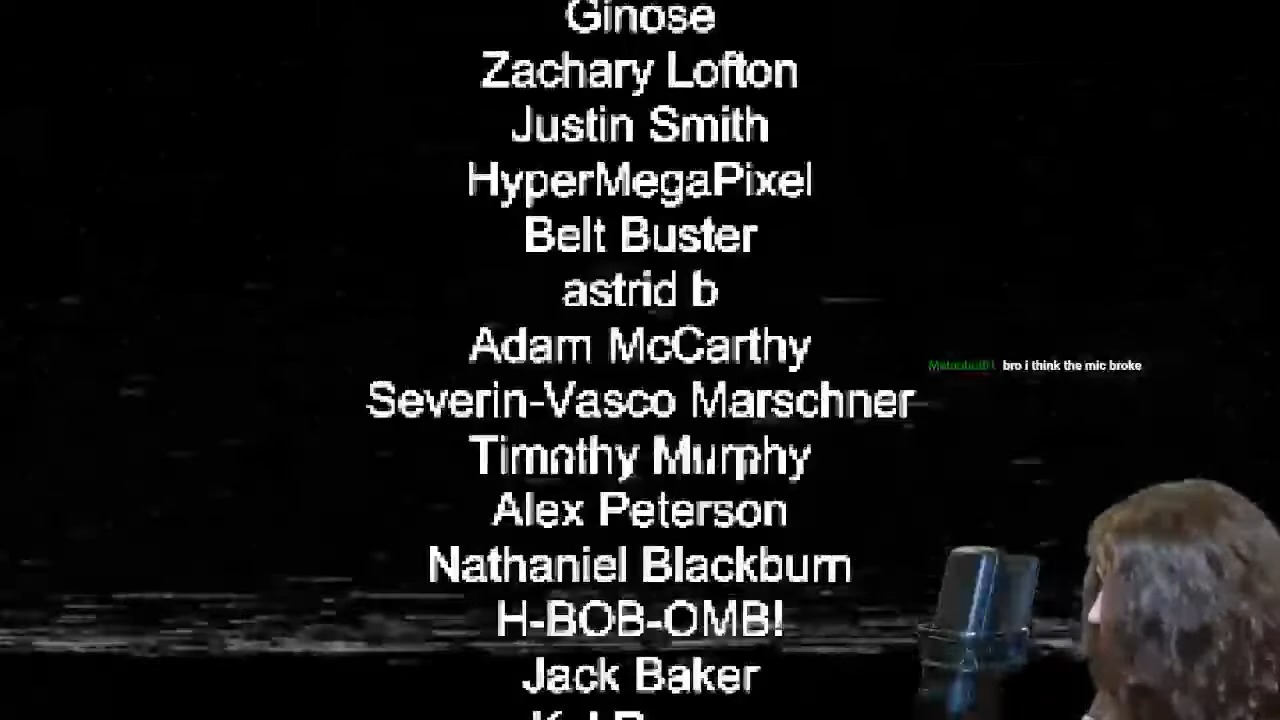 Ginose
Zachary Lofton
Justin Smith
HyperMegaPixel
Belt Buster
astrid b
Adam McCarthy
bro i think the mic broke
Severin-Vasco Marschner
Timothy Murphy
Alex Peterson
Nathaniel Blackburn
H-BOB-OMB!
Jack Baker